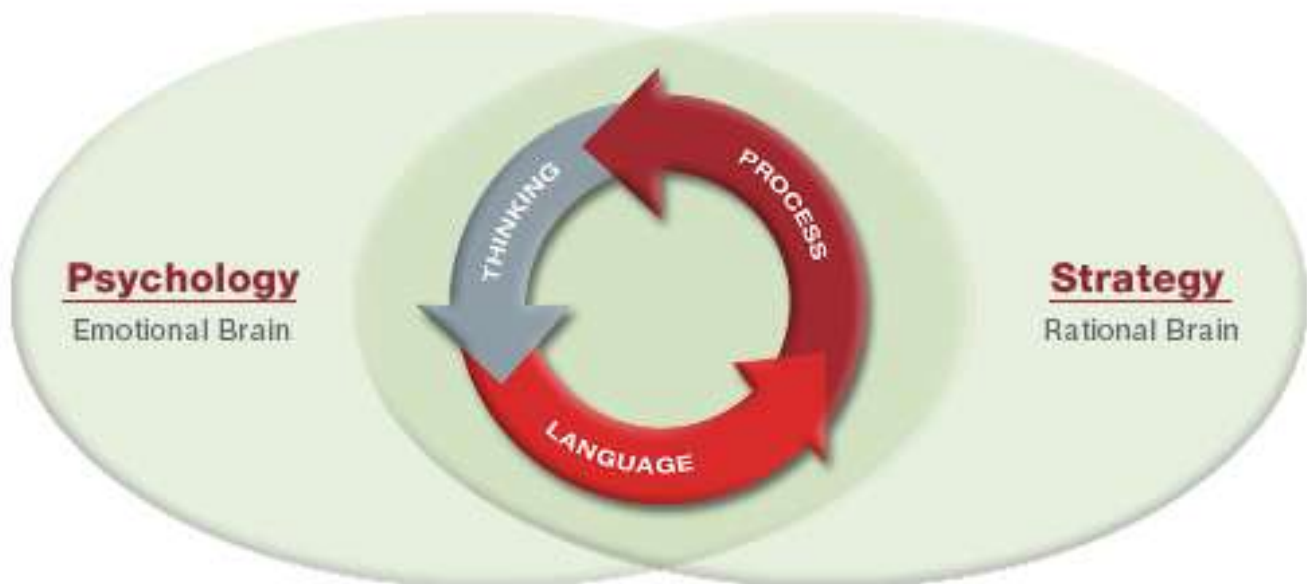 Psychology
Emotional Brain
THINKING
PROCESS
LANGUAGE
Strategy
Rational Brain